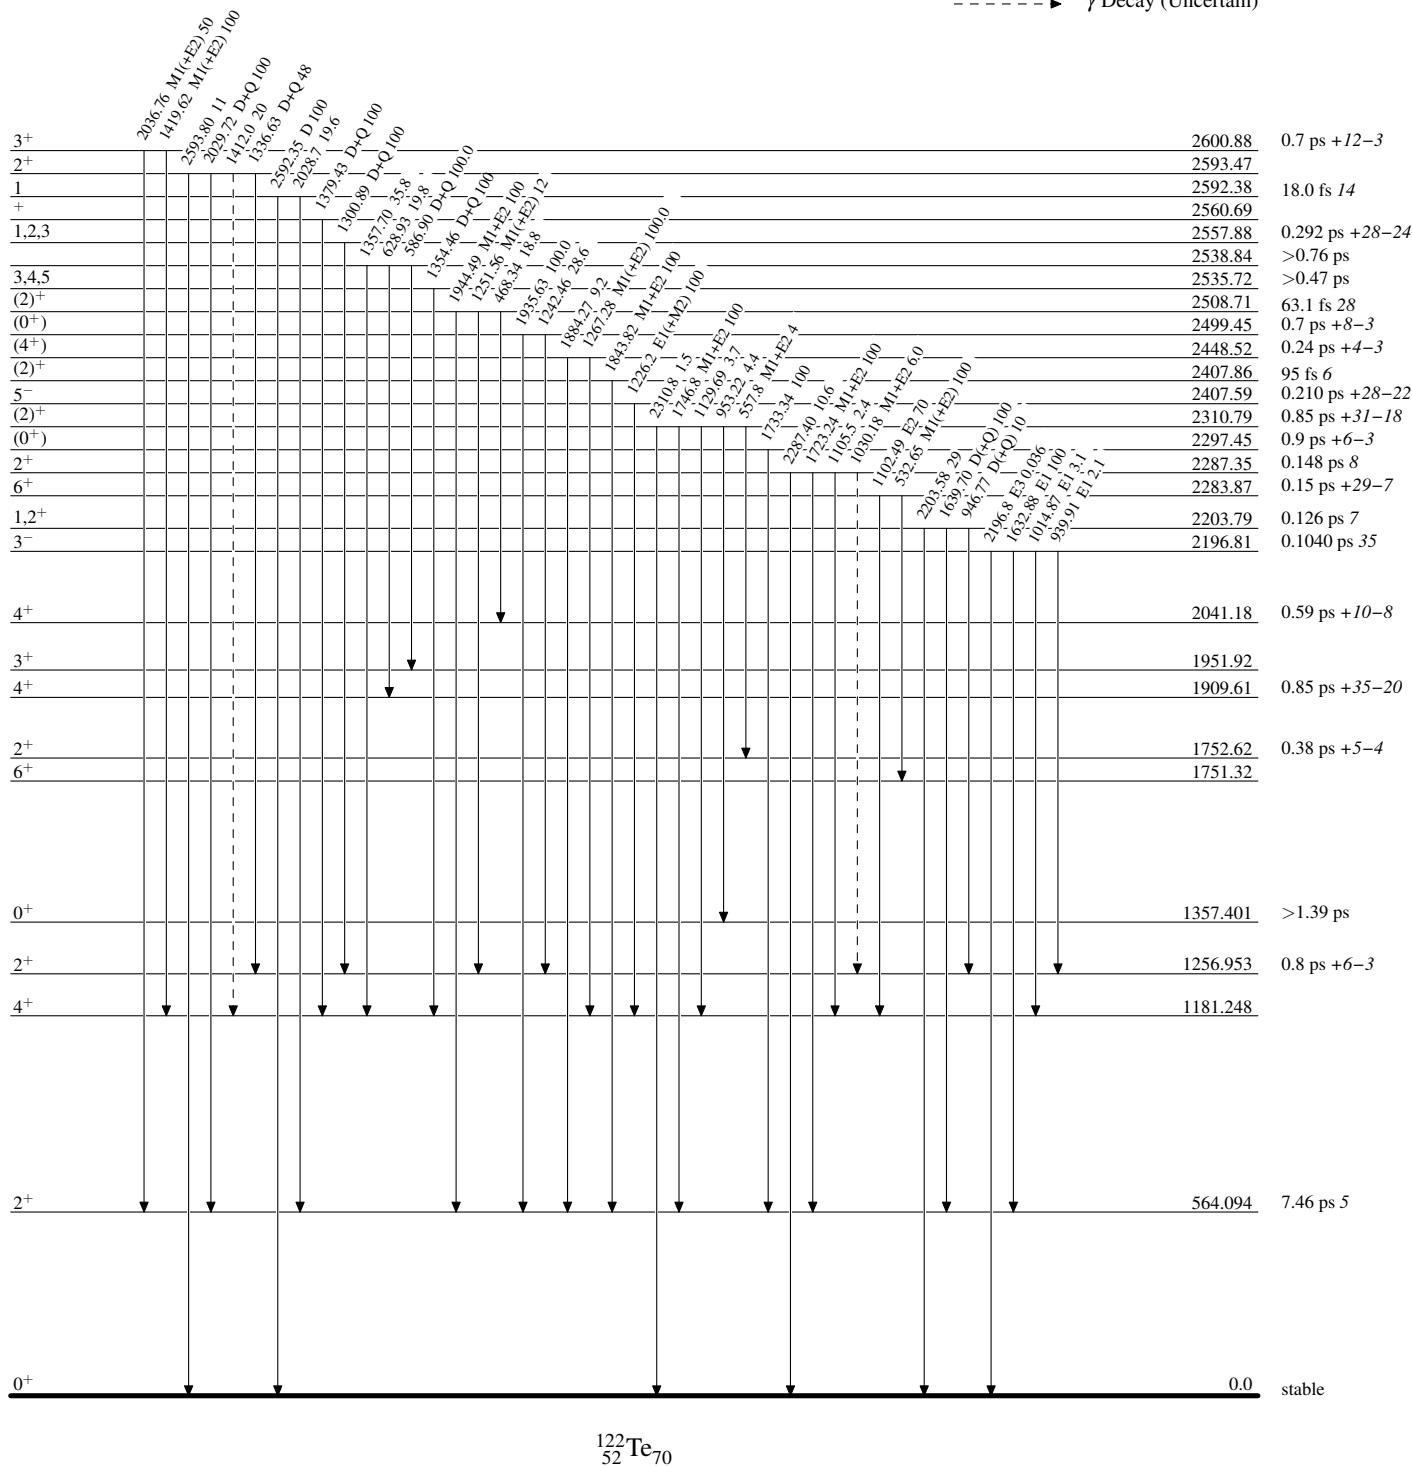 γ Decay (Uncertain)
2036.76 M1(+E2) 50
1419.62 M1(+E2) 100
2593.80 11
2029.72 D+Q 100
1412.0 20
1336.63 D+Q 48
2592.35 D 100
2028.7 19.6
1379.43 D+Q 100
1300.89 D+Q 100
1357.70 35.8
628.93 19.8
586.90 D+Q 100.0
1354.46 D+Q 100
1944.49 M1+E2 100
1251.56 M1(+E2) 12
468.34 18.8
1935.63 100.0
1242.46 28.6
1884.27 9.2
1267.28 M1(+E2) 100.0
1843.82 M1+E2 100
1226.2 E1(+M2) 100
2310.8 1.5
1746.8 M1+E2 100
1129.69 3.7
953.22 4.4
557.8 M1+E2 4
1733.34 100
2287.40 10.6
1723.24 M1+E2 100
1105.5 2.4
1030.18 M1+E2 6.0
1102.49 E2 70
532.65 M1(+E2) 100
2203.58 29
1639.70 D(+Q) 100
946.77 D(+Q) 10
2196.8 E3 0.036
1632.88 E1 100
1014.87 E1 3.1
939.91 E1 2.1
3+ 2600.88 0.7 ps +12−3
2+ 2593.47
1 2592.38 18.0 fs 14
+ 2560.69
1,2,3 2557.88 0.292 ps +28−24
2538.84 >0.76 ps
3,4,5 2535.72 >0.47 ps
(2)+ 2508.71 63.1 fs 28
(0+) 2499.45 0.7 ps +8−3
(4+) 2448.52 0.24 ps +4−3
(2)+ 2407.86 95 fs 6
5− 2407.59 0.210 ps +28−22
(2)+ 2310.79 0.85 ps +31−18
(0+) 2297.45 0.9 ps +6−3
2+ 2287.35 0.148 ps 8
6+ 2283.87 0.15 ps +29−7
1,2+ 2203.79 0.126 ps 7
3− 2196.81 0.1040 ps 35
4+ 2041.18 0.59 ps +10−8
3+ 1951.92
4+ 1909.61 0.85 ps +35−20
2+ 1752.62 0.38 ps +5−4
6+ 1751.32
0+ 1357.401 >1.39 ps
2+ 1256.953 0.8 ps +6−3
4+ 1181.248
2+ 564.094 7.46 ps 5
0+ 0.0 stable
122 52 Te 70